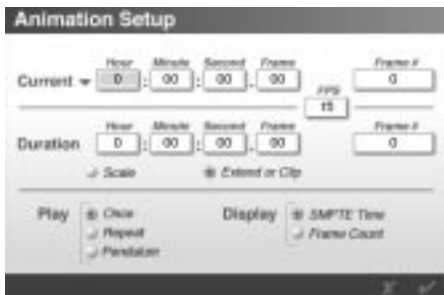 Animation Setup
Hour Minute Second Frame Frame #
Current 0 : 00 : 00 . 00 0
FPS
15
Hour Minute Second Frame Frame #
Duration 0 : 00 : 00 . 00 0
Scale Extend or Clip
Play Once Display SMPTE Time
Repeat Frame Count
Pendulum